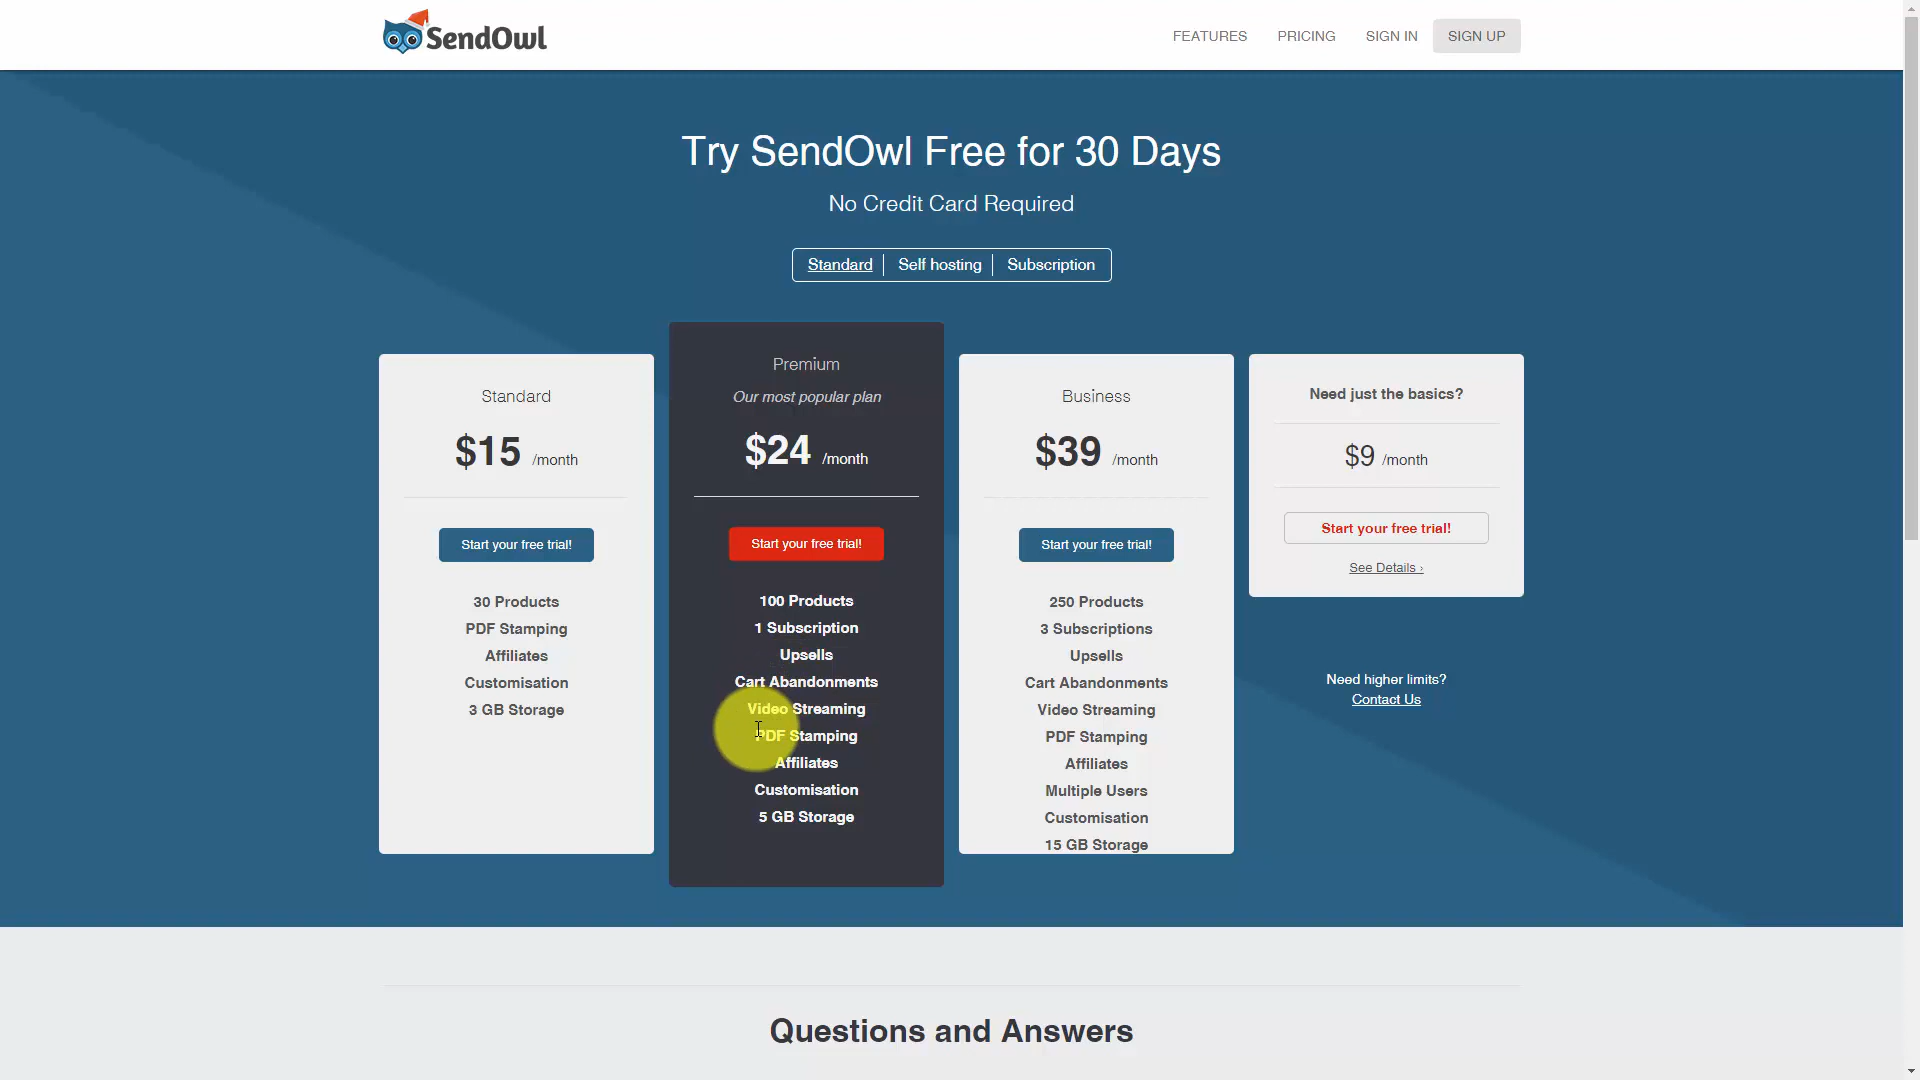 SendOwl
FEATURES
PRICING
SIGN IN
SIGN UP
Try SendOwl Free for 30 Days
No Credit Card Required
Standard
Self hosting
Subscription
Standard
$15 /month
Start your free trial!
30 Products
PDF Stamping
Affiliates
Customisation
3 GB Storage
Premium
Our most popular plan
$24 /month
Start your free trial!
100 Products
1 Subscription
Upsells
Cart Abandonments
Video Streaming
PDF Stamping
Affiliates
Customisation
5 GB Storage
Business
$39 /month
Start your free trial!
250 Products
3 Subscriptions
Upsells
Cart Abandonments
Video Streaming
PDF Stamping
Affiliates
Multiple Users
Customisation
15 GB Storage
Need just the basics?
$9 /month
Start your free trial!
See Details ›
Need higher limits?
Contact Us
Questions and Answers